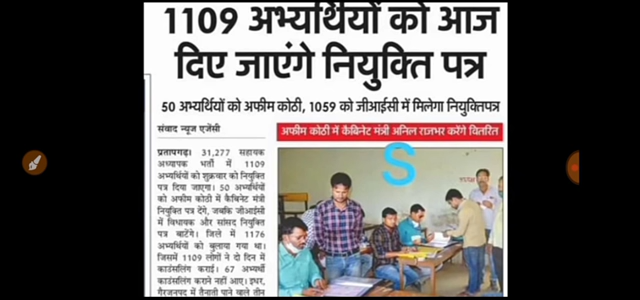 1109 अभ्यर्थियों को आज
दिए जाएंगे नियुक्ति पत्र
50 अभ्यर्थियों को अफीम कोठी, 1059 को जीआईसी में मिलेगा नियुक्तिपत्र
संवाद न्यूज एजेंसी
प्रतापगढ़। 31,277 सहायक
अध्यापक भर्ती में 1109
अभ्यर्थियों को शुक्रवार को नियुक्ति
पत्र दिया जाएगा। 50 अभ्यर्थियों
को अफीम कोठी में कैबिनेट मंत्री
नियुक्ति पत्र देंगे, जबकि जीआईसी
में विधायक और सांसद नियुक्ति
पत्र बाटेंगे। जिले में 1176
अभ्यर्थियों को बुलाया गया था।
जिसमें 1109 लोगों ने दो दिन में
काउंसलिंग कराई। 67 अभ्यर्थी
काउंसलिंग कराने नहीं आए। इधर,
गैरजनपद में तैनाती पाने वाले तीन
अफीम कोठी में कैबिनेट मंत्री अनिल राजभर करेंगे वितरित
S